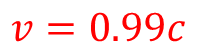 v = 0.99c